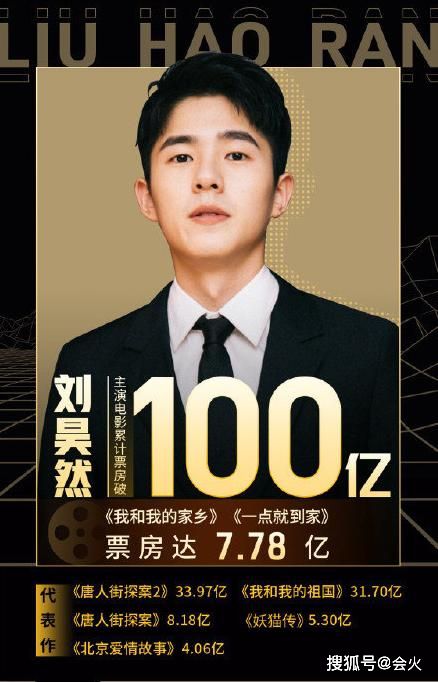 LIU HAO RAN
刘昊然
主演电影累计票房破
100亿
《我和我的家乡》《一点就到家》
票房达 7.78 亿
代表作
《唐人街探案2》33.97亿 《我和我的祖国》31.70亿
《唐人街探案》8.18亿 《妖猫传》5.30亿
《北京爱情故事》4.06亿
搜狐号@会火